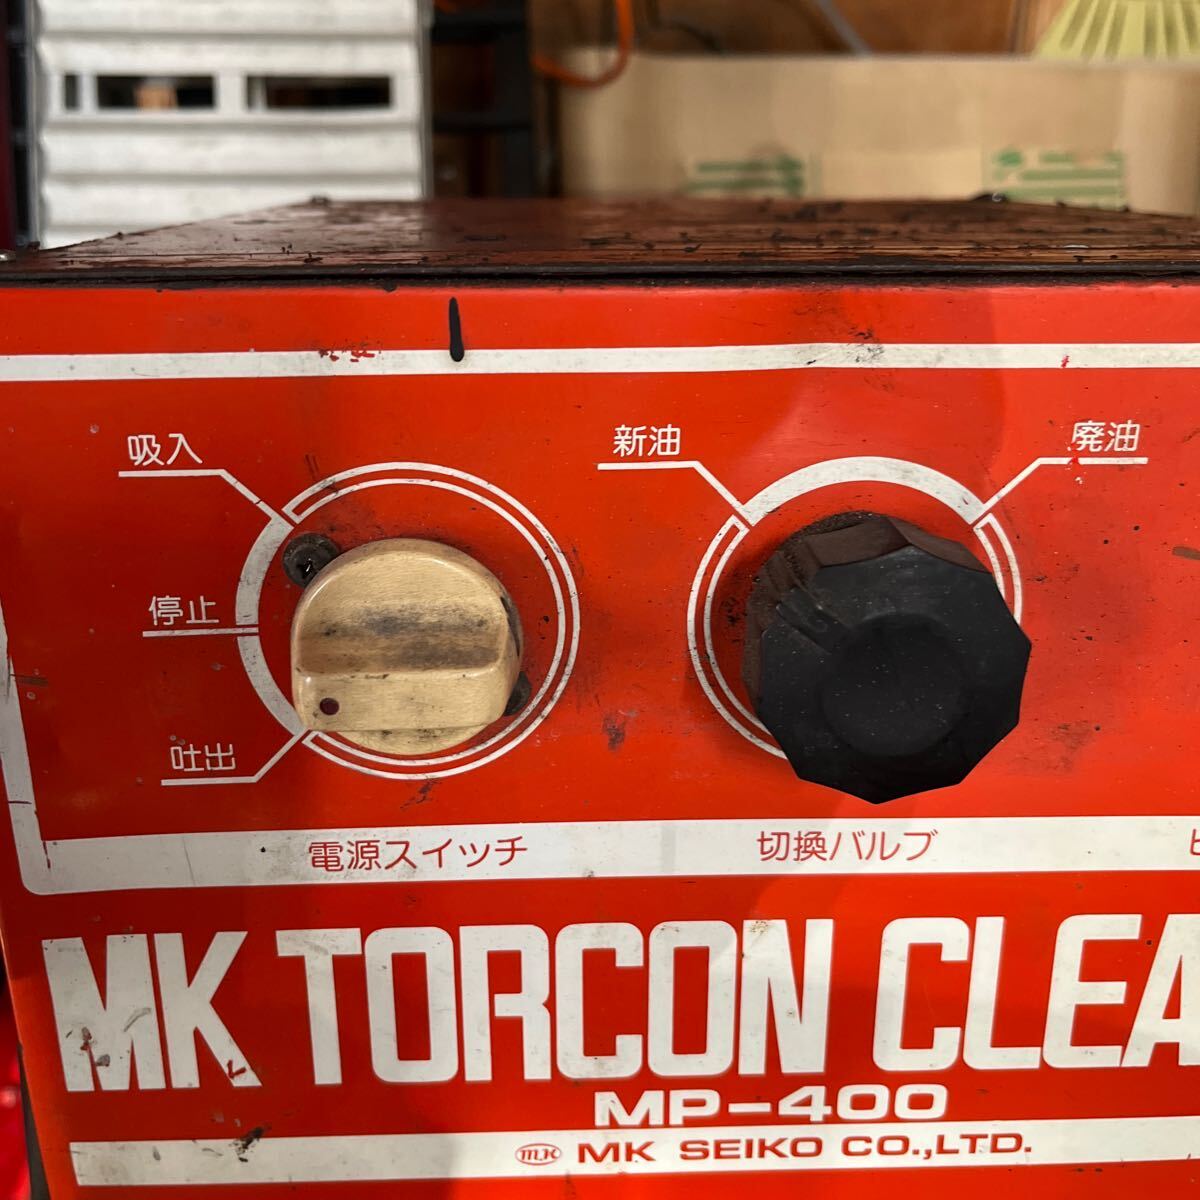 吸入
停止
吐出
新油
廃油
電源スイッチ
切換バルブ
MK TORCON CLEA
MP-400
MK MK SEIKO CO.,LTD.